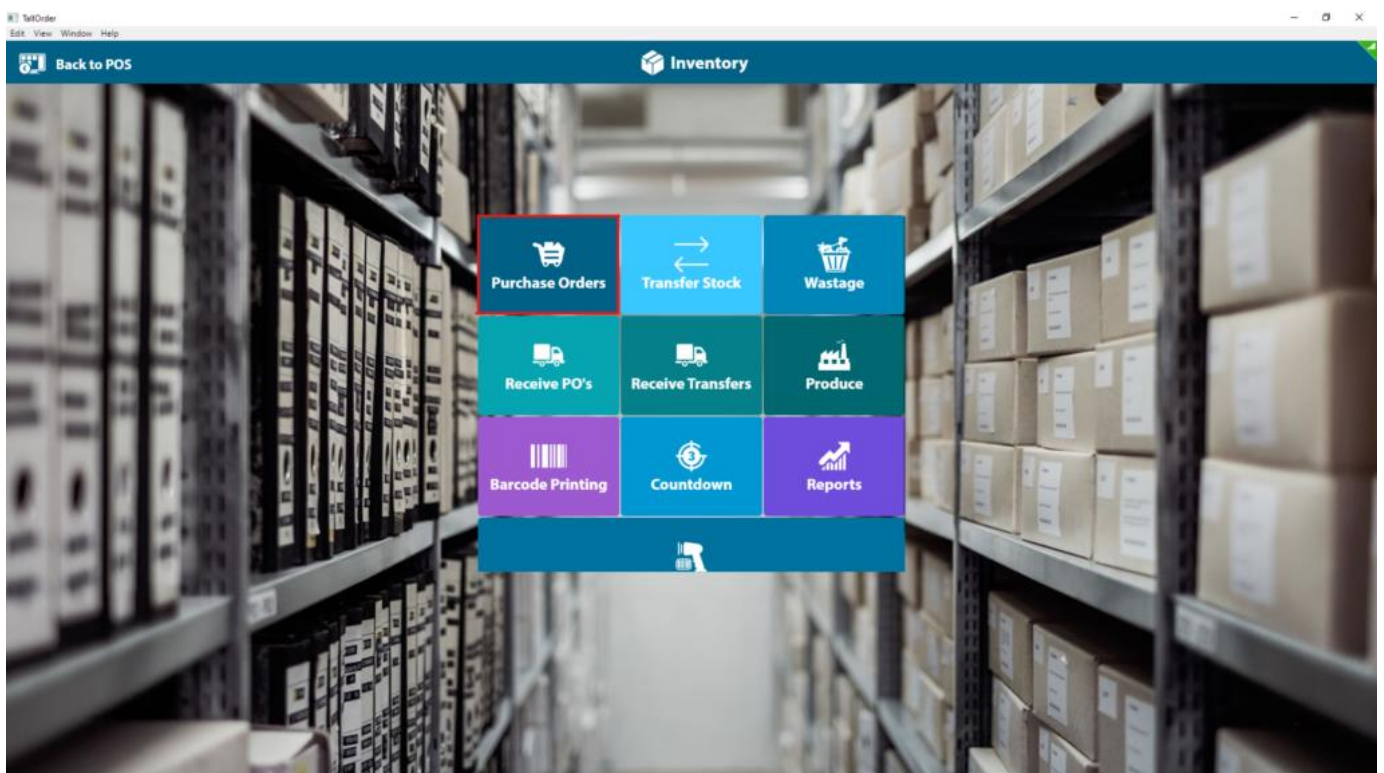 TallOrder
Edit View Window Help
Back to POS
Inventory
Purchase Orders
Transfer Stock
Wastage
Receive PO's
Receive Transfers
Produce
Barcode Printing
3
Countdown
Reports